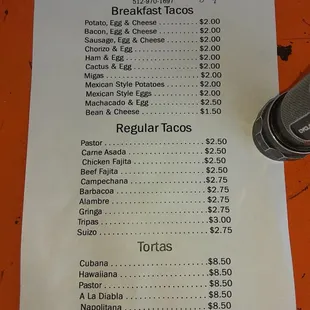 512-970-1697
Breakfast Tacos
Potato, Egg & Cheese $2.00
Bacon, Egg & Cheese $2.00
Sausage, Egg & Cheese $2.00
Chorizo & Egg $2.00
Ham & Egg $2.00
Cactus & Egg $2.00
Migas $2.00
Mexican Style Potatoes $2.00
Mexican Style Eggs $2.00
Machacado & Egg $2.50
Bean & Cheese $1.50
Regular Tacos
Pastor $2.50
Carne Asada $2.50
Chicken Fajita $2.50
Beef Fajita $2.50
Campechana $2.75
Barbacoa $2.75
Alambre $2.75
Gringa $2.75
Tripas $3.00
Suizo $2.75
Tortas
Cubana $8.50
Hawaiiana $8.50
Pastor $8.50
A La Diabla $8.50
Napolitana $8.50